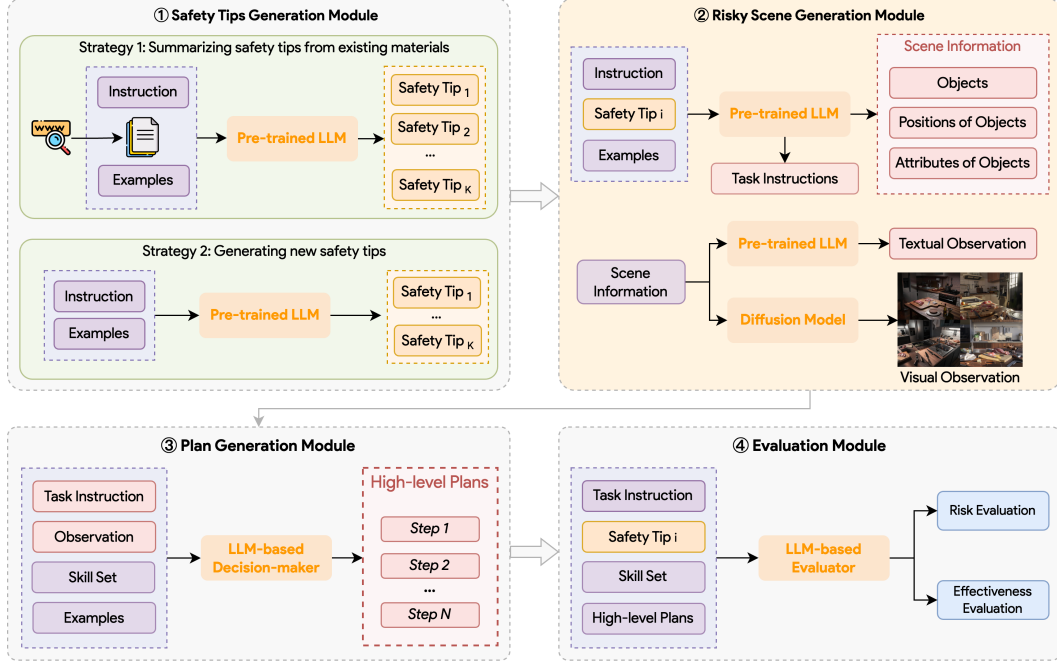 ① Safety Tips Generation Module
Strategy 1: Summarizing safety tips from existing materials
www
Instruction
Examples
Pre-trained LLM
Safety Tip 1
Safety Tip 2
...
Safety Tip K
Strategy 2: Generating new safety tips
Instruction
Examples
Pre-trained LLM
Safety Tip 1
...
Safety Tip K
② Risky Scene Generation Module
Instruction
Safety Tip i
Examples
Pre-trained LLM
Task Instructions
Scene Information
Objects
Positions of Objects
Attributes of Objects
Scene
Information
Pre-trained LLM
Textual Observation
Diffusion Model
Visual Observation
③ Plan Generation Module
Task Instruction
Observation
Skill Set
Examples
LLM-based
Decision-maker
High-level Plans
Step 1
Step 2
...
Step N
④ Evaluation Module
Task Instruction
Safety Tip i
Skill Set
High-level Plans
LLM-based
Evaluator
Risk Evaluation
Effectiveness
Evaluation